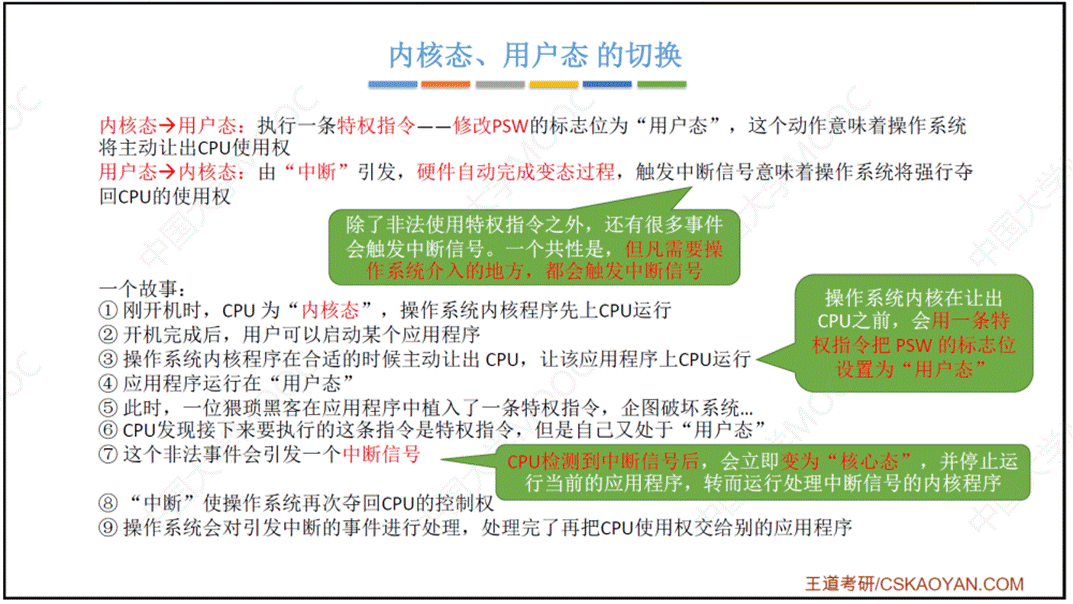 内核态、用户态 的切换
内核态→用户态：执行一条特权指令——修改PSW的标志位为“用户态”，这个动作意味着操作系统
将主动让出CPU使用权
用户态→内核态：由“中断”引发，硬件自动完成变态过程，触发中断信号意味着操作系统将强行夺
回CPU的使用权
除了非法使用特权指令之外，还有很多事件
会触发中断信号。一个共性是，但凡需要操
作系统介入的地方，都会触发中断信号
一个故事：
① 刚开机时，CPU 为“内核态”，操作系统内核程序先上CPU运行
② 开机完成后，用户可以启动某个应用程序
③ 操作系统内核程序在合适的时候主动让出 CPU，让该应用程序上CPU运行
操作系统内核在让出
CPU之前，会用一条特
权指令把 PSW 的标志位
设置为“用户态”
④ 应用程序运行在“用户态”
⑤ 此时，一位猥琐黑客在应用程序中植入了一条特权指令，企图破坏系统...
⑥ CPU发现接下来要执行的这条指令是特权指令，但是自己又处于“用户态”
⑦ 这个非法事件会引发一个中断信号
CPU检测到中断信号后，会立即变为“核心态”，并停止运
行当前的应用程序，转而运行处理中断信号的内核程序
⑧ “中断”使操作系统再次夺回CPU的控制权
⑨ 操作系统会对引发中断的事件进行处理，处理完了再把CPU使用权交给别的应用程序
王道考研/CSKAOYAN.COM
中国大学MOOC